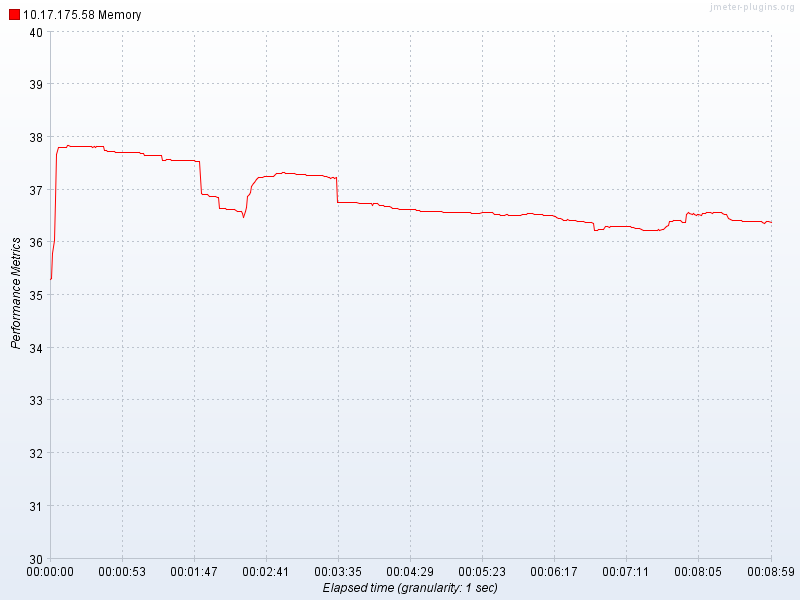 jmeter-plugins.org
10.17.175.58 Memory
40
39
38
37
36
35
34
33
32
31
30
Performance Metrics
00:00:00 00:00:53 00:01:47 00:02:41 00:03:35 00:04:29 00:05:23 00:06:17 00:07:11 00:08:05 00:08:59
Elapsed time (granularity: 1 sec)